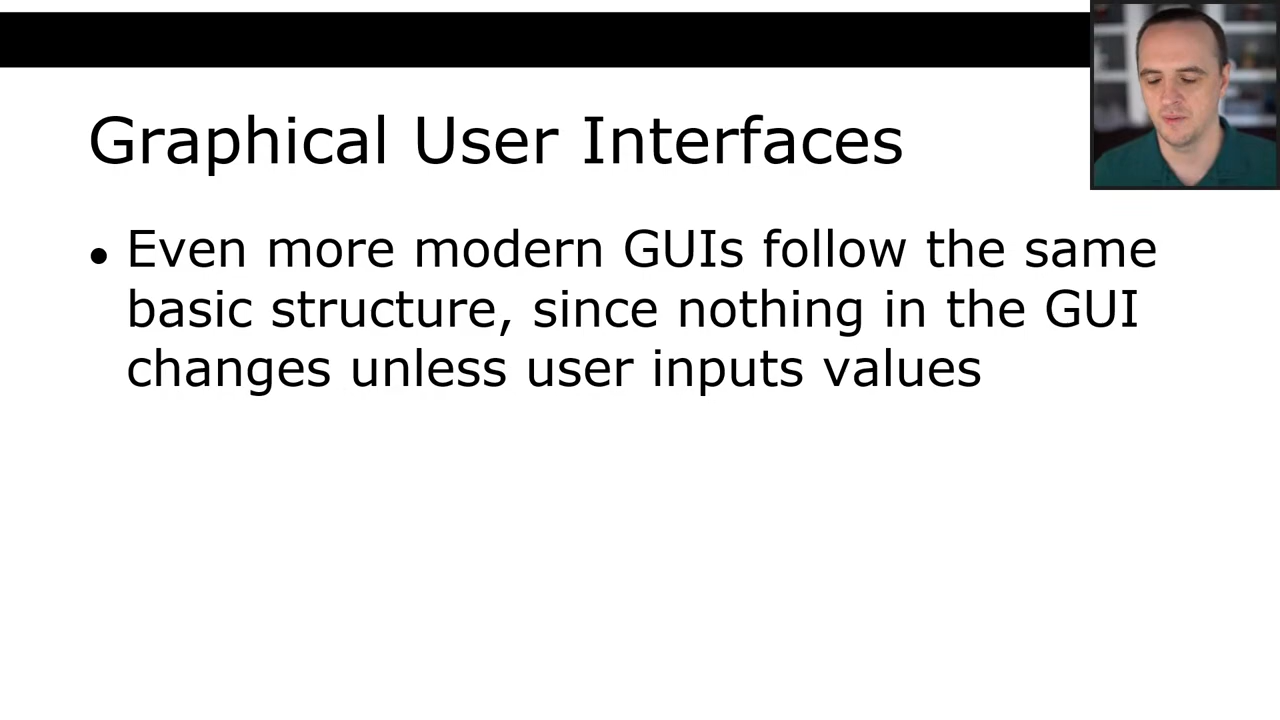 Graphical User Interfaces
• Even more modern GUIs follow the same
basic structure, since nothing in the GUI
changes unless user inputs values